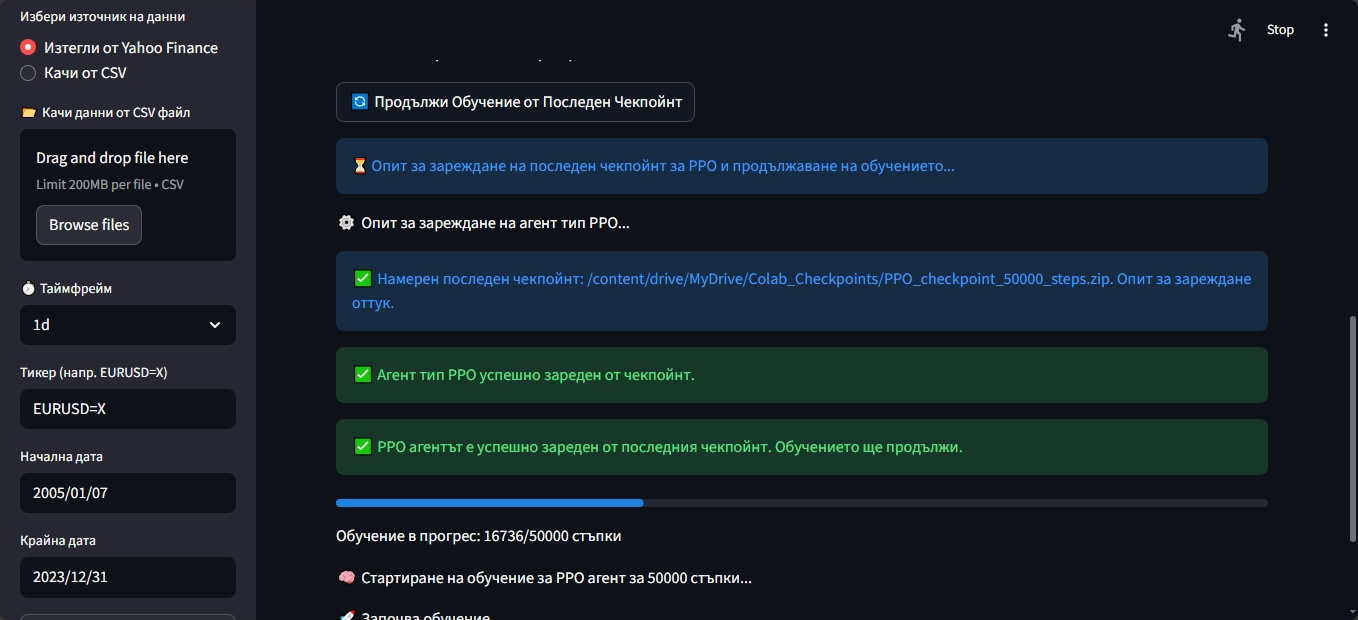 Избери източник на данни
Изтегли от Yahoo Finance
Качи от CSV
Качи данни от CSV файл
Drag and drop file here
Limit 200MB per file • CSV
Browse files
Таймфрейм
1d
Тикер (напр. EURUSD=X)
EURUSD=X
Начална дата
2005/01/07
Крайна дата
2023/12/31
Stop
Продължи Обучение от Последен Чекпойнт
Опит за зареждане на последен чекпойнт за PPO и продължаване на обучението...
Опит за зареждане на агент тип PPO...
Намерен последен чекпойнт: /content/drive/MyDrive/Colab_Checkpoints/PPO_checkpoint_50000_steps.zip. Опит за зареждане
оттук.
Агент тип PPO успешно зареден от чекпойнт.
PPO агентът е успешно зареден от последния чекпойнт. Обучението ще продължи.
Обучение в прогрес: 16736/50000 стъпки
Стартиране на обучение за PPO агент за 50000 стъпки...
Започва обучение